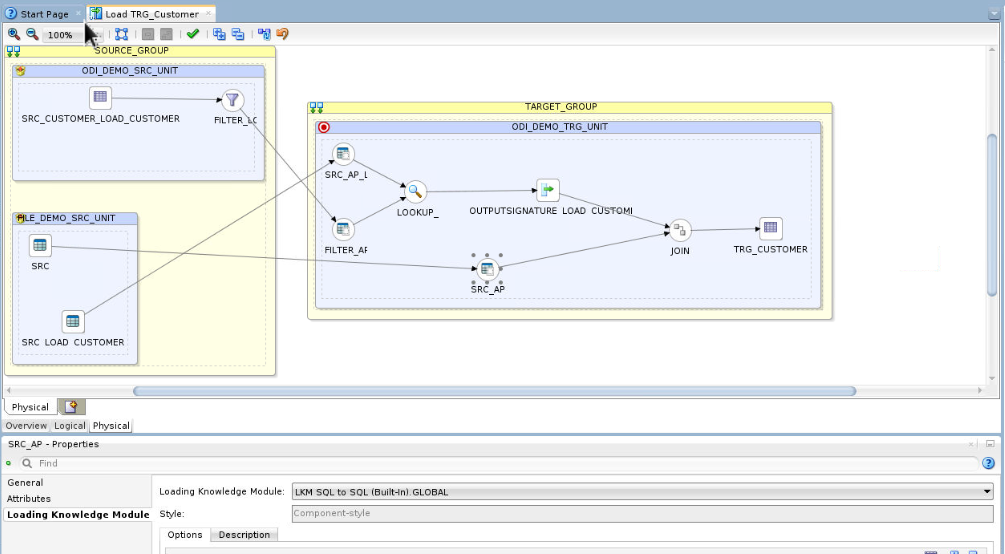 Start Page
Load TRG_Customer
100%
SOURCE_GROUP
ODI_DEMO_SRC_UNIT
SRC_CUSTOMER_LOAD_CUSTOMER
FILTER_LC
TARGET_GROUP
ODI_DEMO_TRG_UNIT
SRC_AP_L
LOOKUP_
OUTPUTSIGNATURE_LOAD_CUSTOMI
FILTER_AF
JOIN
TRG_CUSTOMER
SRC_AP
FILE_DEMO_SRC_UNIT
SRC
SRC_LOAD_CUSTOMER
Physical
Overview
Logical
Physical
SRC_AP - Properties
Find
General
Attributes
Loading Knowledge Module
Loading Knowledge Module:
LKM SQL to SQL (Built-In).GLOBAL
Style:
Component-style
Options
Description